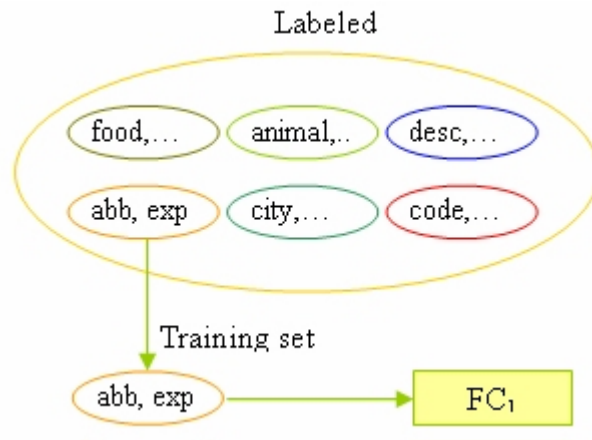 Labeled
food,... animal,.. desc,...
abb, exp city,... code,...
Training set
abb, exp FC₁